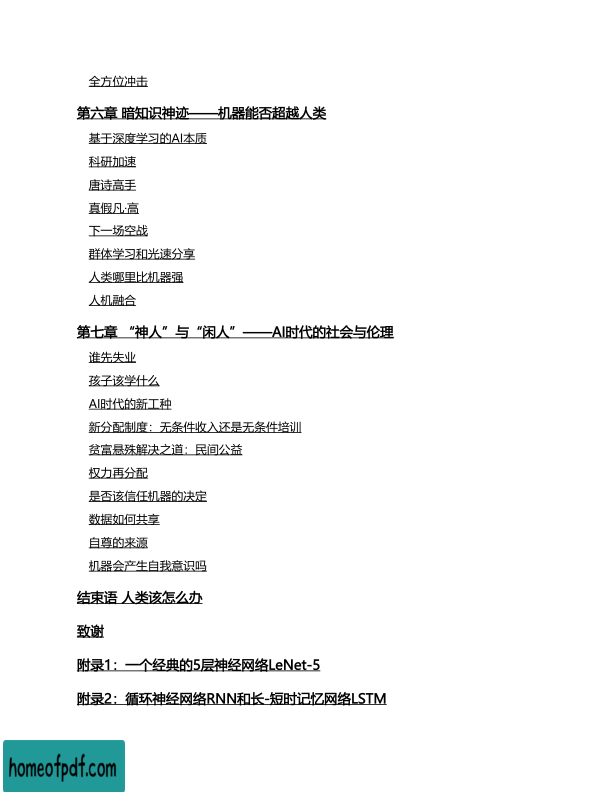 全方位冲击
第六章 暗知识神迹——机器能否超越人类
基于深度学习的AI本质
科研加速
唐诗高手
真假凡·高
下一场空战
群体学习和光速分享
人类哪里比机器强
人机融合
第七章 “神人”与“闲人”——AI时代的社会与伦理
谁先失业
孩子该学什么
AI时代的新工种
新分配制度：无条件收入还是无条件培训
贫富悬殊解决之道：民间公益
权力再分配
是否该信任机器的决定
数据如何共享
自尊的来源
机器会产生自我意识吗
结束语 人类该怎么办
致谢
附录1：一个经典的5层神经网络LeNet-5
附录2：循环神经网络RNN和长-短时记忆网络LSTM
homeofpdf.com